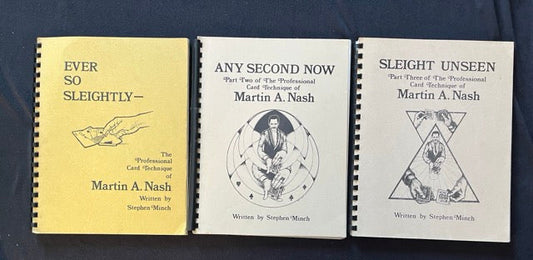 EVER
SO
SLEIGHTLY—
The
Professional
Card Technique
of
Martin A. Nash
Written by
Stephen Minch
ANY SECOND NOW
Part Two of The Professional
Card Technique of
Martin A. Nash
Written by Stephen Minch
SLEIGHT UNSEEN
Part Three of The Professional
Card Technique of
Martin A. Nash
Written by Stephen Minch